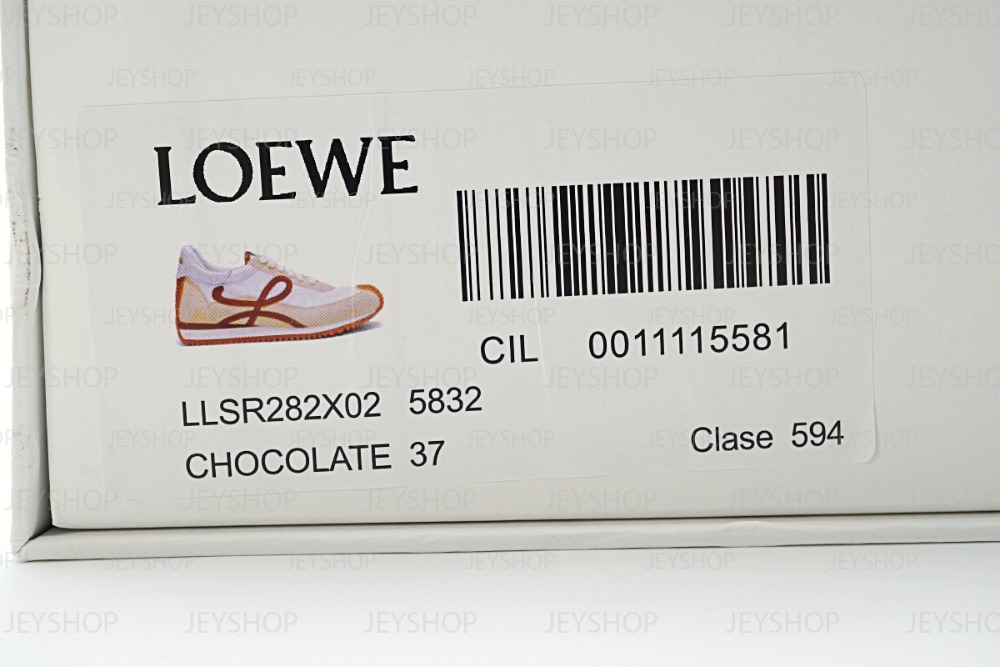 LOEWE
CIL 0011115581
LLSR282X02 5832
CHOCOLATE 37
Clase 594
JEYSHOP